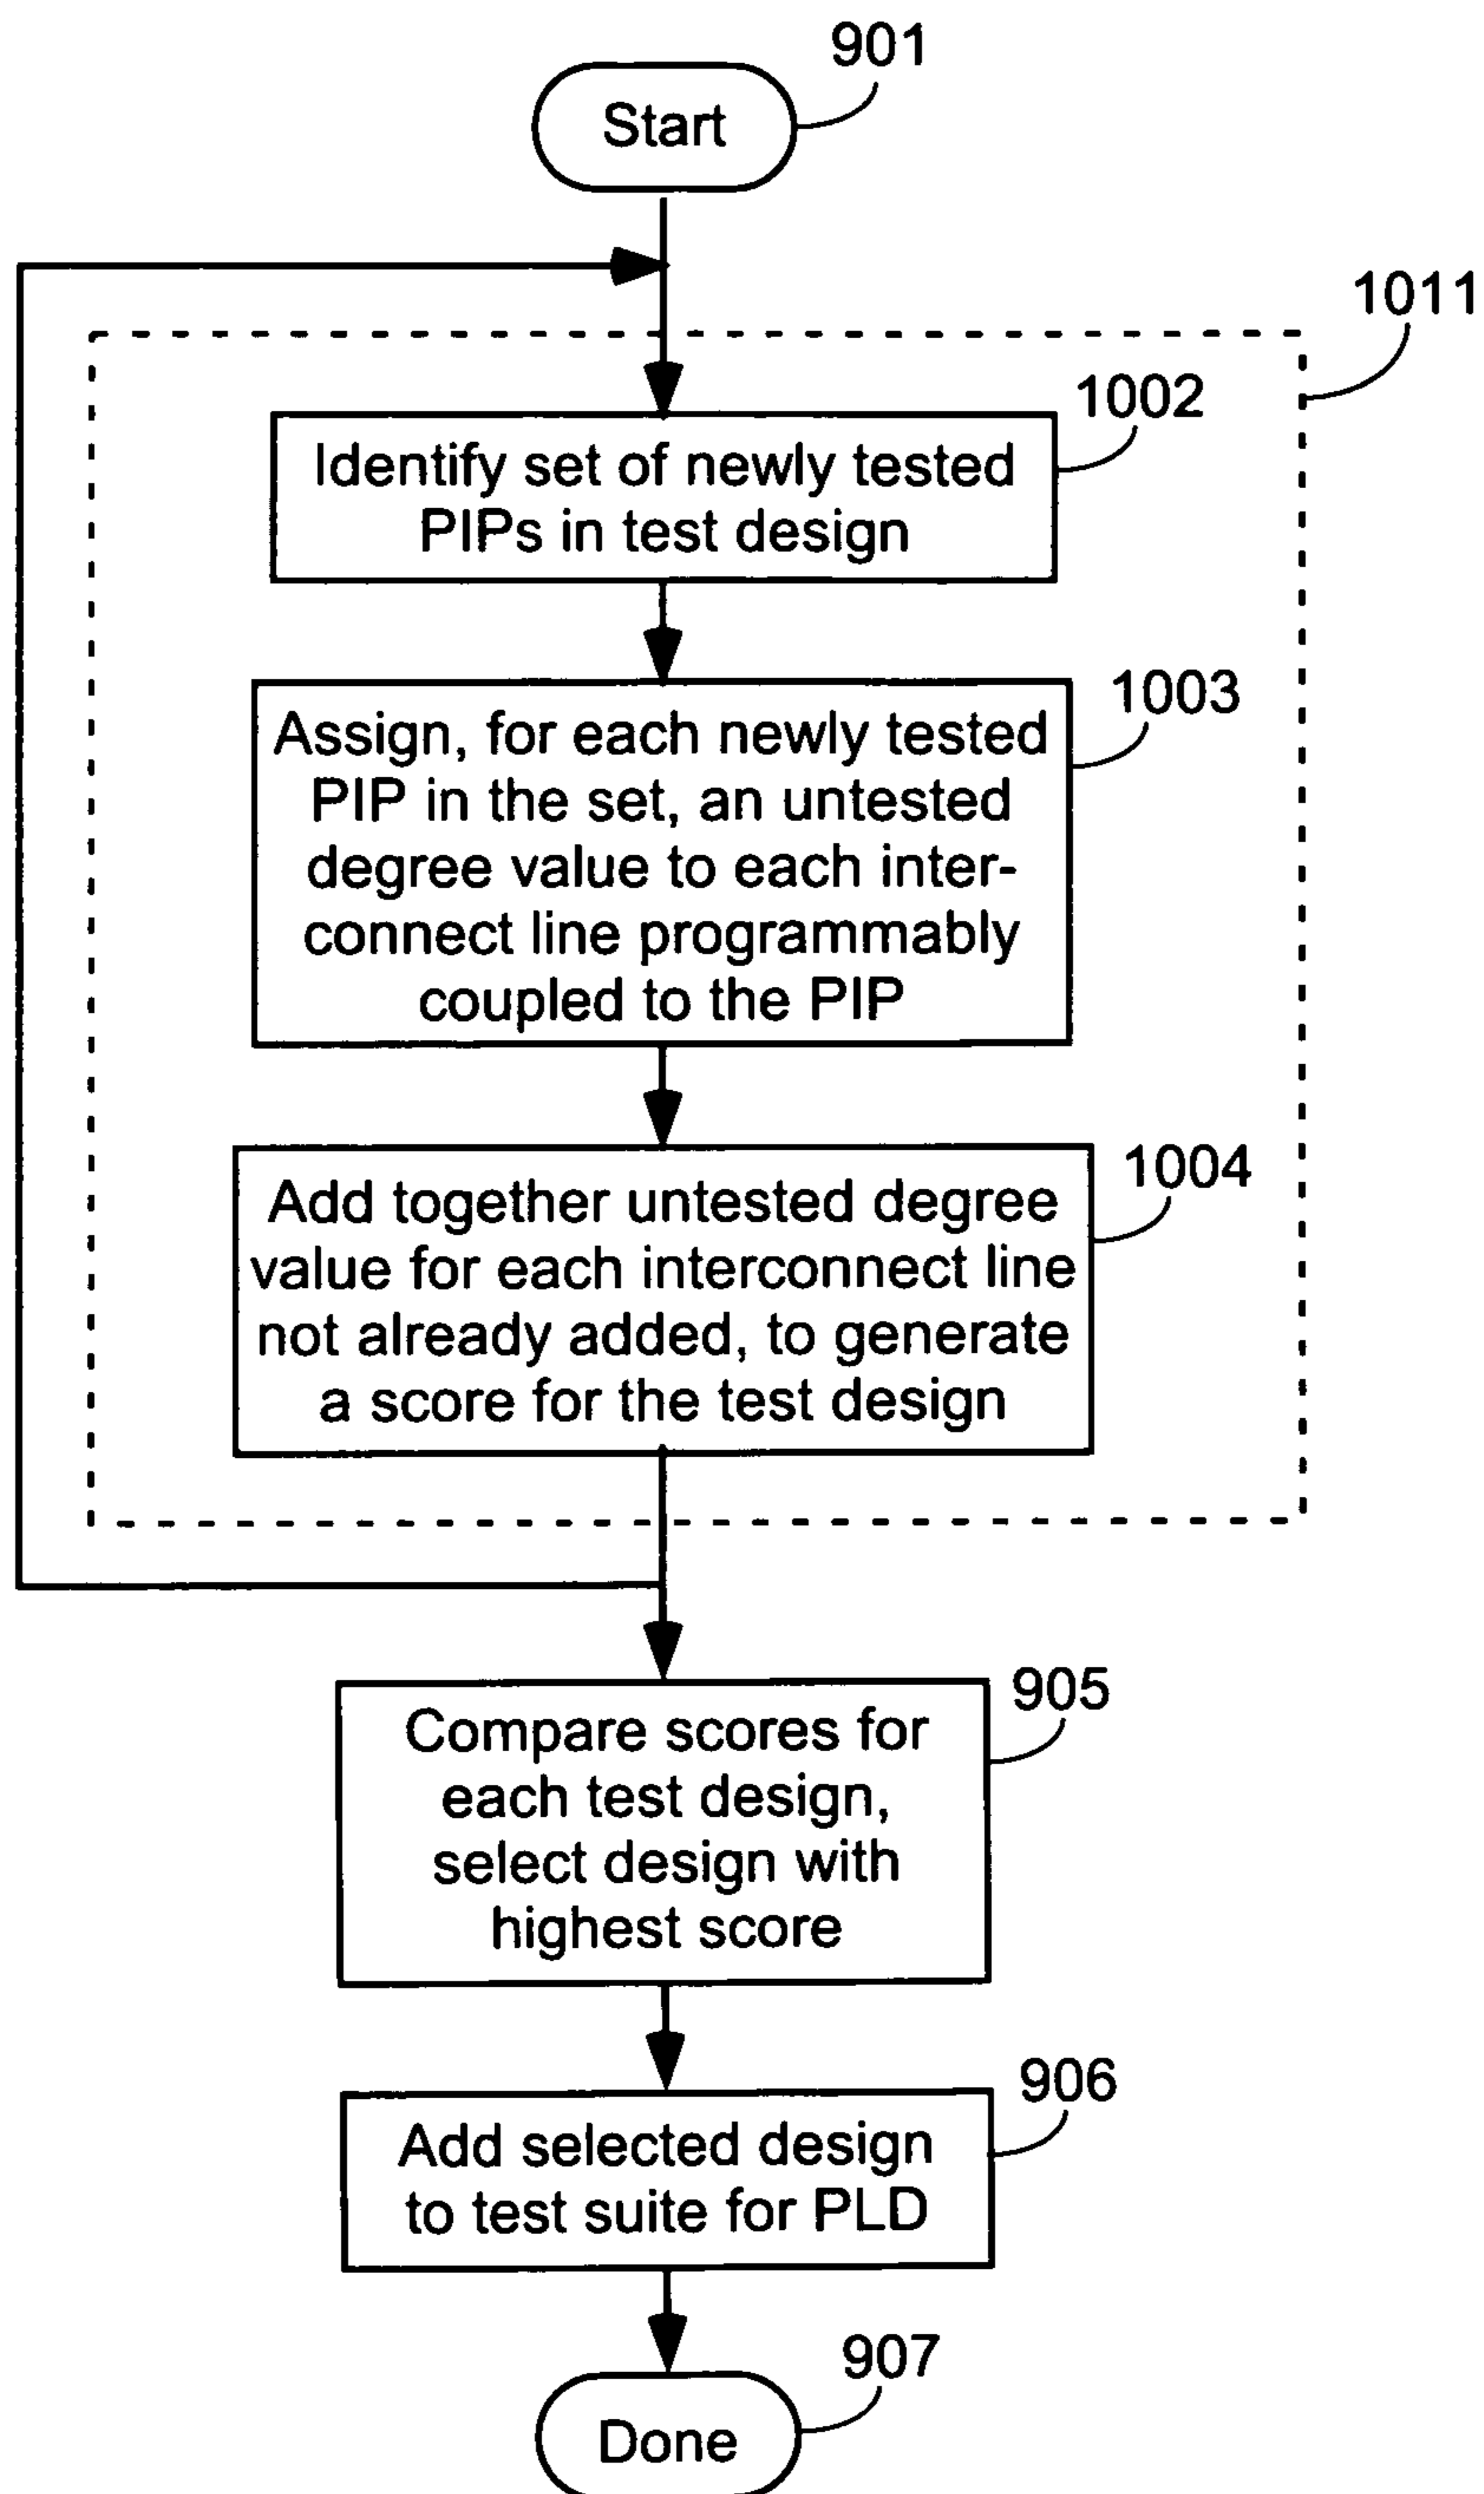 901
Start
1011
1002
Identify set of newly tested
PIPs in test design
1003
Assign, for each newly tested
PIP in the set, an untested
degree value to each inter-
connect line programmably
coupled to the PIP
1004
Add together untested degree
value for each interconnect line
not already added, to generate
a score for the test design
905
Compare scores for
each test design,
select design with
highest score
906
Add selected design
to test suite for PLD
907
Done